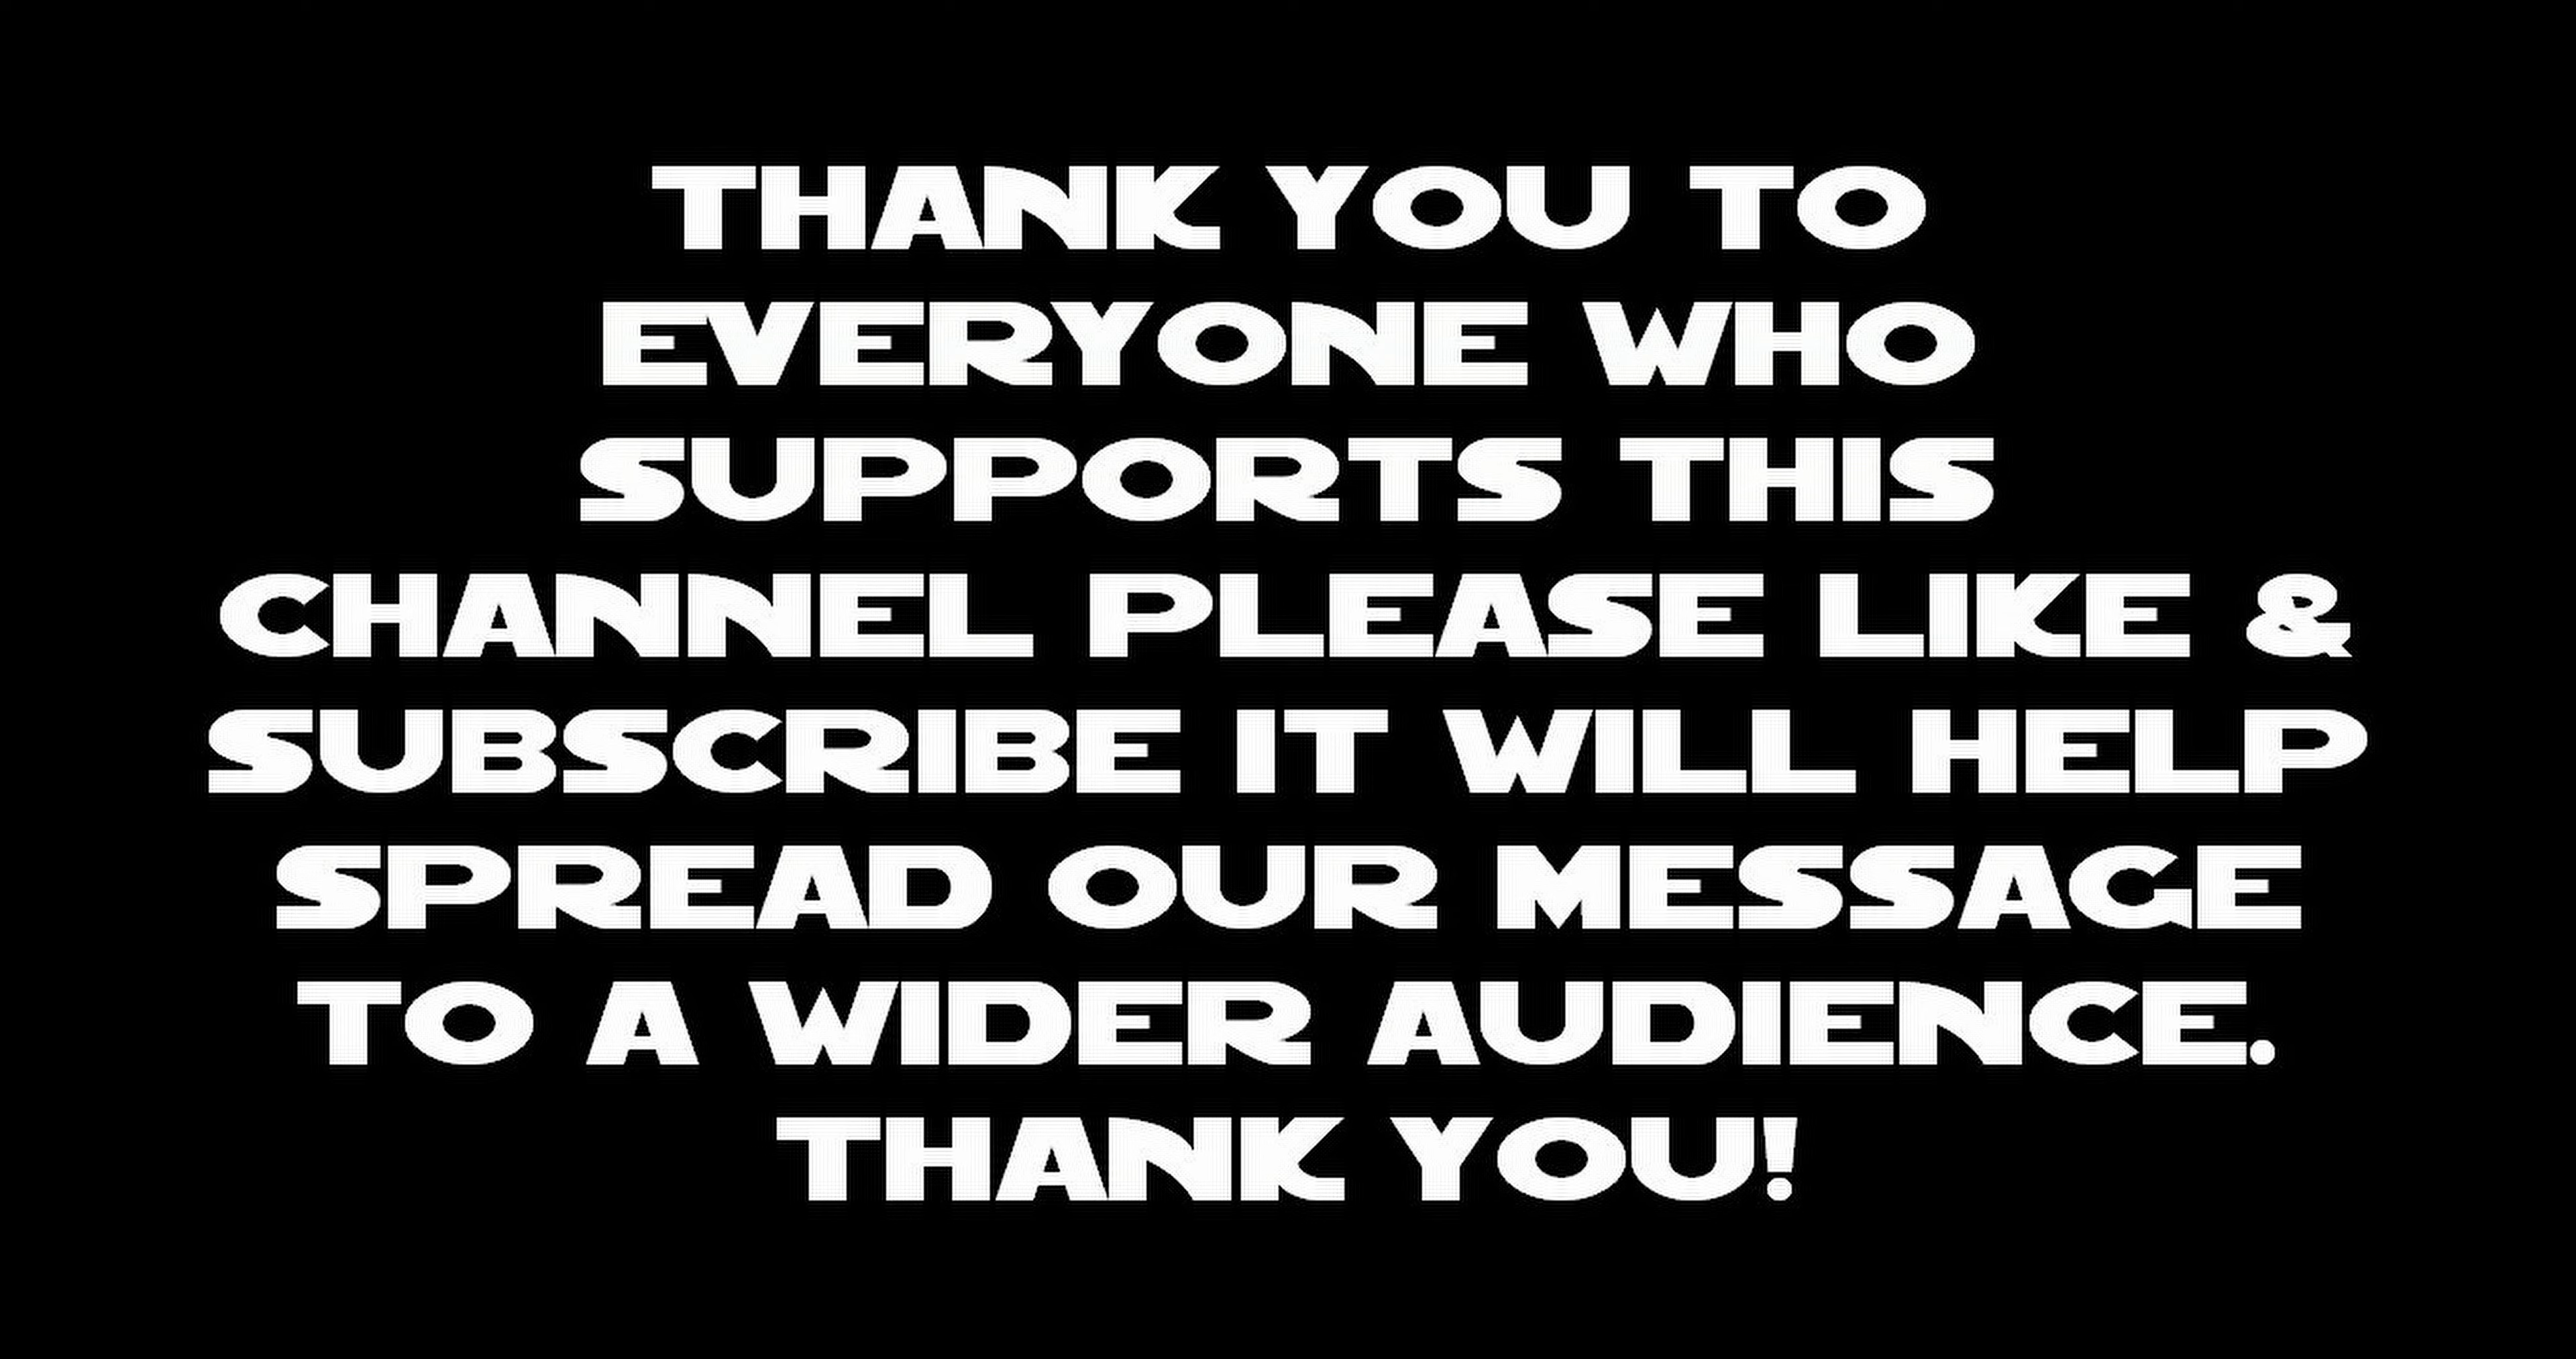 THANK YOU TO
EVERYONE WHO
SUPPORTS THIS
CHANNEL PLEASE LIKE &
SUBSCRIBE IT WILL HELP
SPREAD OUR MESSAGE
TO A WIDER AUDIENCE.
THANK YOU!